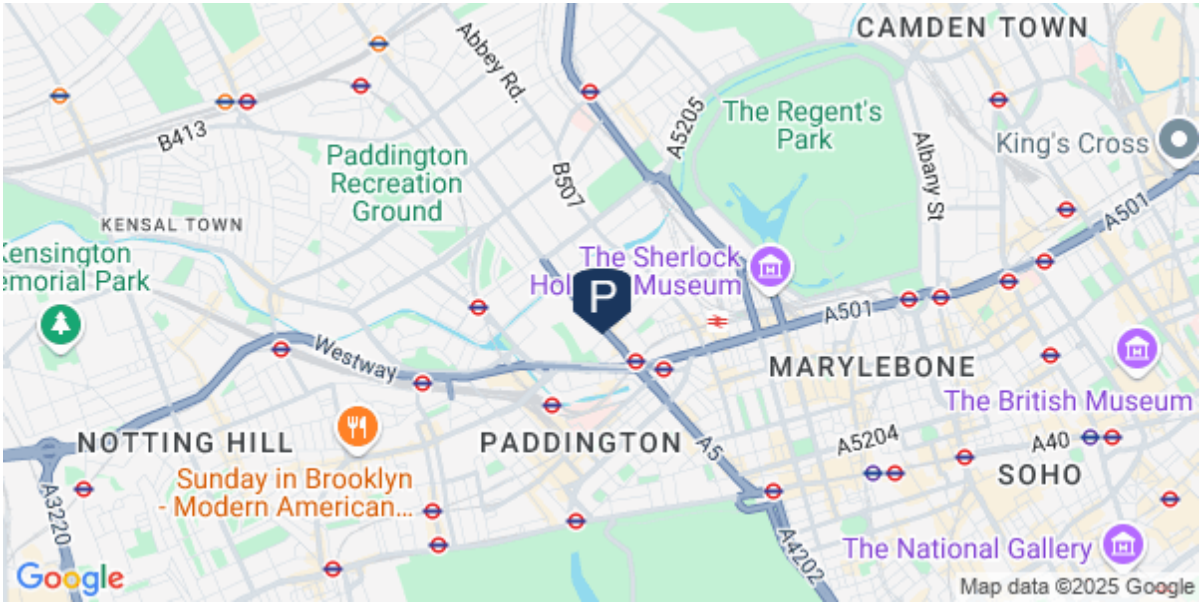 CAMDEN TOWN
Abbey Rd.
A5205
The Regent's
Park
B413
Albany St
King's Cross
Paddington
Recreation
Ground
B507
KENSAL TOWN
A501
Kensington
emorial Park
The Sherlock
Hol Museum
P
A501
Westway
MARYLEBONE
The British Museum
NOTTING HILL
PADDINGTON
A5
A5204
A40
SOHO
Sunday in Brooklyn
- Modern American...
A3220
A4202
The National Gallery
Google
Map data ©2025 Google